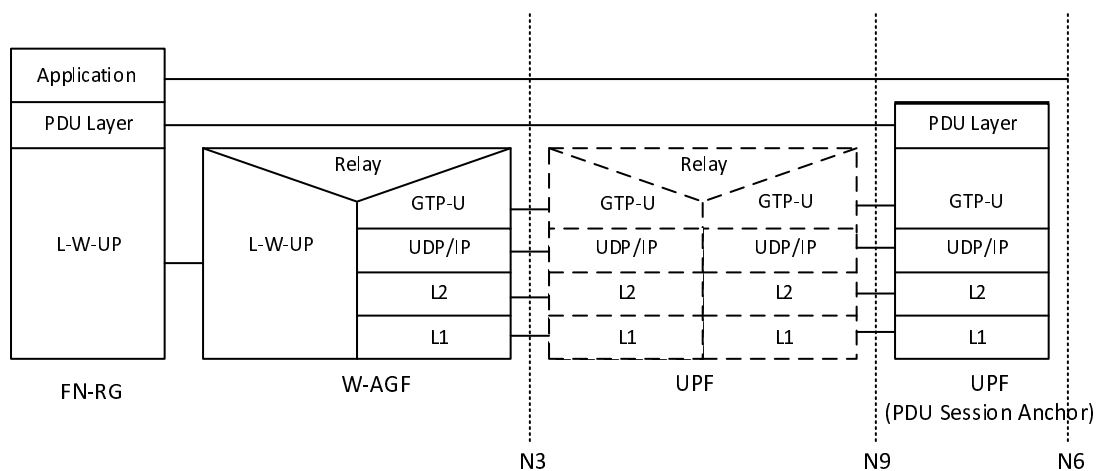 Application
PDU Layer
PDU Layer
Relay
Relay
GTP-U
GTP-U
GTP-U
GTP-U
L-W-UP
L-W-UP
UDP/IP
UDP/IP
UDP/IP
UDP/IP
L2
L2
L2
L2
L1
L1
L1
L1
FN-RG
W-AGF
UPF
UPF
(PDU Session Anchor)
N3
N9
N6